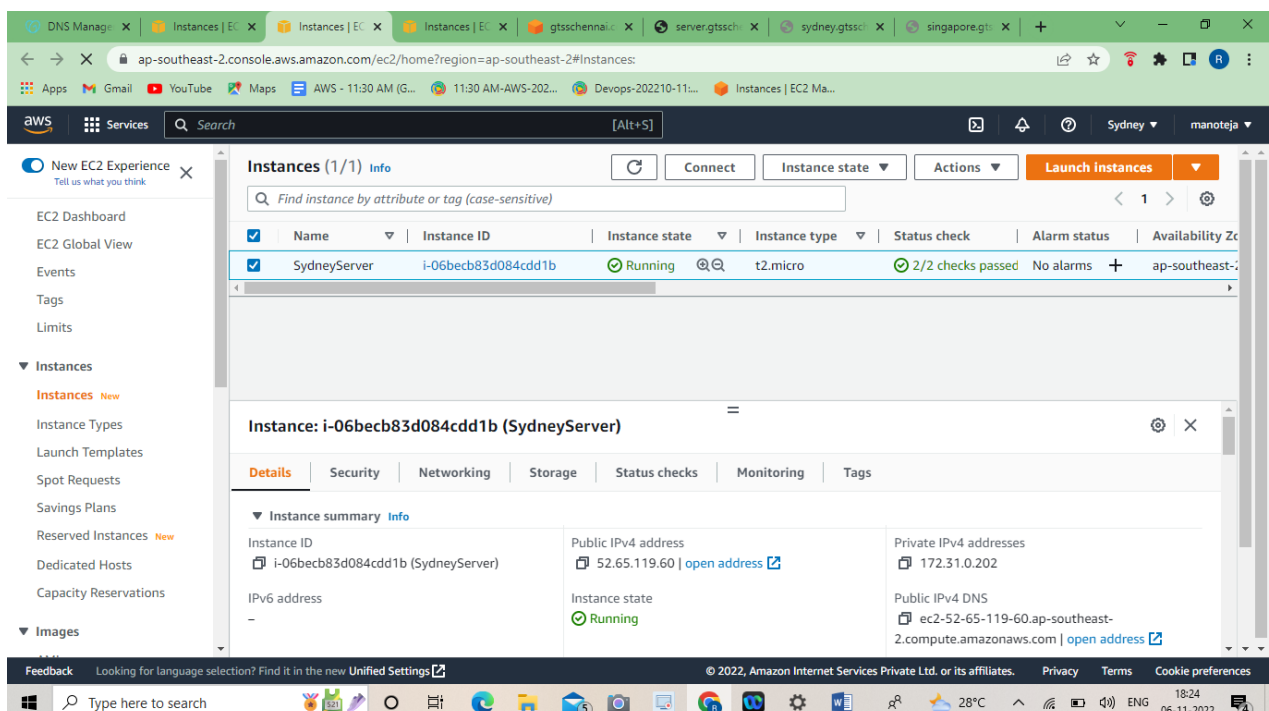 DNS Manage Instances | EC Instances | EC Instances | EC gtsschennai.c server.gtssche sydney.gtssch singapore.gts
ap-southeast-2.console.aws.amazon.com/ec2/home?region=ap-southeast-2#Instances: R
Apps Gmail YouTube Maps AWS - 11:30 AM (G... 11:30 AM-AWS-202... Devops-202210-11:... Instances | EC2 Ma...
aws Services Search [Alt+S] Sydney manoteja
New EC2 Experience
Tell us what you think
EC2 Dashboard
EC2 Global View
Events
Tags
Limits
Instances
Instances New
Instance Types
Launch Templates
Spot Requests
Savings Plans
Reserved Instances New
Dedicated Hosts
Capacity Reservations
Images
Instances (1/1) Info Connect Instance state Actions Launch instances
Find instance by attribute or tag (case-sensitive) 1
Name Instance ID Instance state Instance type Status check Alarm status Availability Zo
SydneyServer i-06becb83d084cdd1b Running t2.micro 2/2 checks passed No alarms + ap-southeast-2
Instance: i-06becb83d084cdd1b (SydneyServer)
Details Security Networking Storage Status checks Monitoring Tags
Instance summary Info
Instance ID Public IPv4 address Private IPv4 addresses
i-06becb83d084cdd1b (SydneyServer) 52.65.119.60 | open address 172.31.0.202
IPv6 address Instance state Public IPv4 DNS
– Running ec2-52-65-119-60.ap-southeast-
2.compute.amazonaws.com | open address
Feedback Looking for language selection? Find it in the new Unified Settings © 2022, Amazon Internet Services Private Ltd. or its affiliates. Privacy Terms Cookie preferences
Type here to search 28°C ENG 18:24
06-11-2022